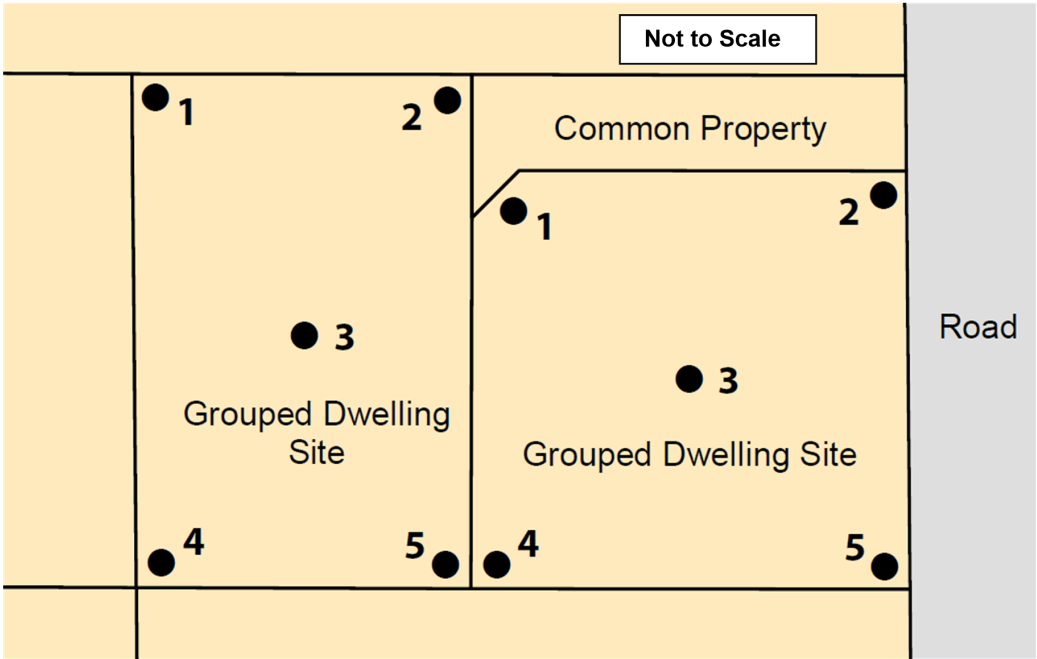 Not to Scale
1
2
Common Property
1
2
3
Road
3
Grouped Dwelling
Site
Grouped Dwelling Site
4
5
4
5